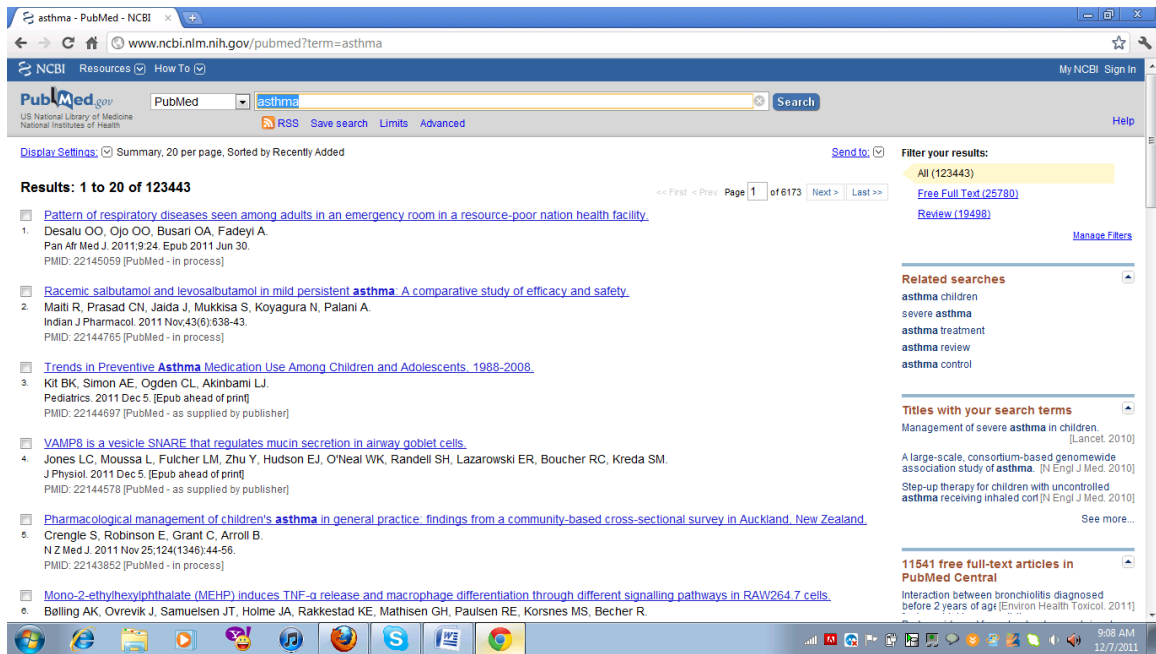 asthma - PubMed - NCBI
www.ncbi.nlm.nih.gov/pubmed?term=asthma
NCBI Resources How To My NCBI Sign In
PubMed.gov
US National Library of Medicine
National Institutes of Health
PubMed asthma Search
RSS Save search Limits Advanced Help
Display Settings: Summary, 20 per page, Sorted by Recently Added Send to:
Results: 1 to 20 of 123443
<< First < Prev Page 1 of 6173 Next > Last >>
Pattern of respiratory diseases seen among adults in an emergency room in a resource-poor nation health facility.
1. Desalu OO, Ojo OO, Busari OA, Fadeyi A.
Pan Afr Med J. 2011;9:24. Epub 2011 Jun 30.
PMID: 22145059 [PubMed - in process]
Racemic salbutamol and levosalbutamol in mild persistent asthma: A comparative study of efficacy and safety.
2. Maiti R, Prasad CN, Jaida J, Mukkisa S, Koyagura N, Palani A.
Indian J Pharmacol. 2011 Nov;43(6):638-43.
PMID: 22144765 [PubMed - in process]
Trends in Preventive Asthma Medication Use Among Children and Adolescents, 1988-2008.
3. Kit BK, Simon AE, Ogden CL, Akinbami LJ.
Pediatrics. 2011 Dec 5. [Epub ahead of print]
PMID: 22144697 [PubMed - as supplied by publisher]
VAMP8 is a vesicle SNARE that regulates mucin secretion in airway goblet cells.
4. Jones LC, Moussa L, Fulcher LM, Zhu Y, Hudson EJ, O'Neal WK, Randell SH, Lazarowski ER, Boucher RC, Kreda SM.
J Physiol. 2011 Dec 5. [Epub ahead of print]
PMID: 22144578 [PubMed - as supplied by publisher]
Pharmacological management of children's asthma in general practice: findings from a community-based cross-sectional survey in Auckland, New Zealand.
5. Crengle S, Robinson E, Grant C, Arroll B.
N Z Med J. 2011 Nov 25;124(1346):44-56.
PMID: 22143852 [PubMed - in process]
Mono-2-ethylhexylphthalate (MEHP) induces TNF-α release and macrophage differentiation through different signalling pathways in RAW264.7 cells.
6. Bølling AK, Ovrevik J, Samuelsen JT, Holme JA, Rakkestad KE, Mathisen GH, Paulsen RE, Korsnes MS, Becher R.
Filter your results:
All (123443)
Free Full Text (25780)
Review (19498)
Manage Filters
Related searches
asthma children
severe asthma
asthma treatment
asthma review
asthma control
Titles with your search terms
Management of severe asthma in children.
[Lancet. 2010]
A large-scale, consortium-based genomewide
association study of asthma. [N Engl J Med. 2010]
Step-up therapy for children with uncontrolled
asthma receiving inhaled cort [N Engl J Med. 2010]
See more...
11541 free full-text articles in
PubMed Central
Interaction between bronchiolitis diagnosed
before 2 years of age [Environ Health Toxicol. 2011]
9:08 AM
12/7/2011